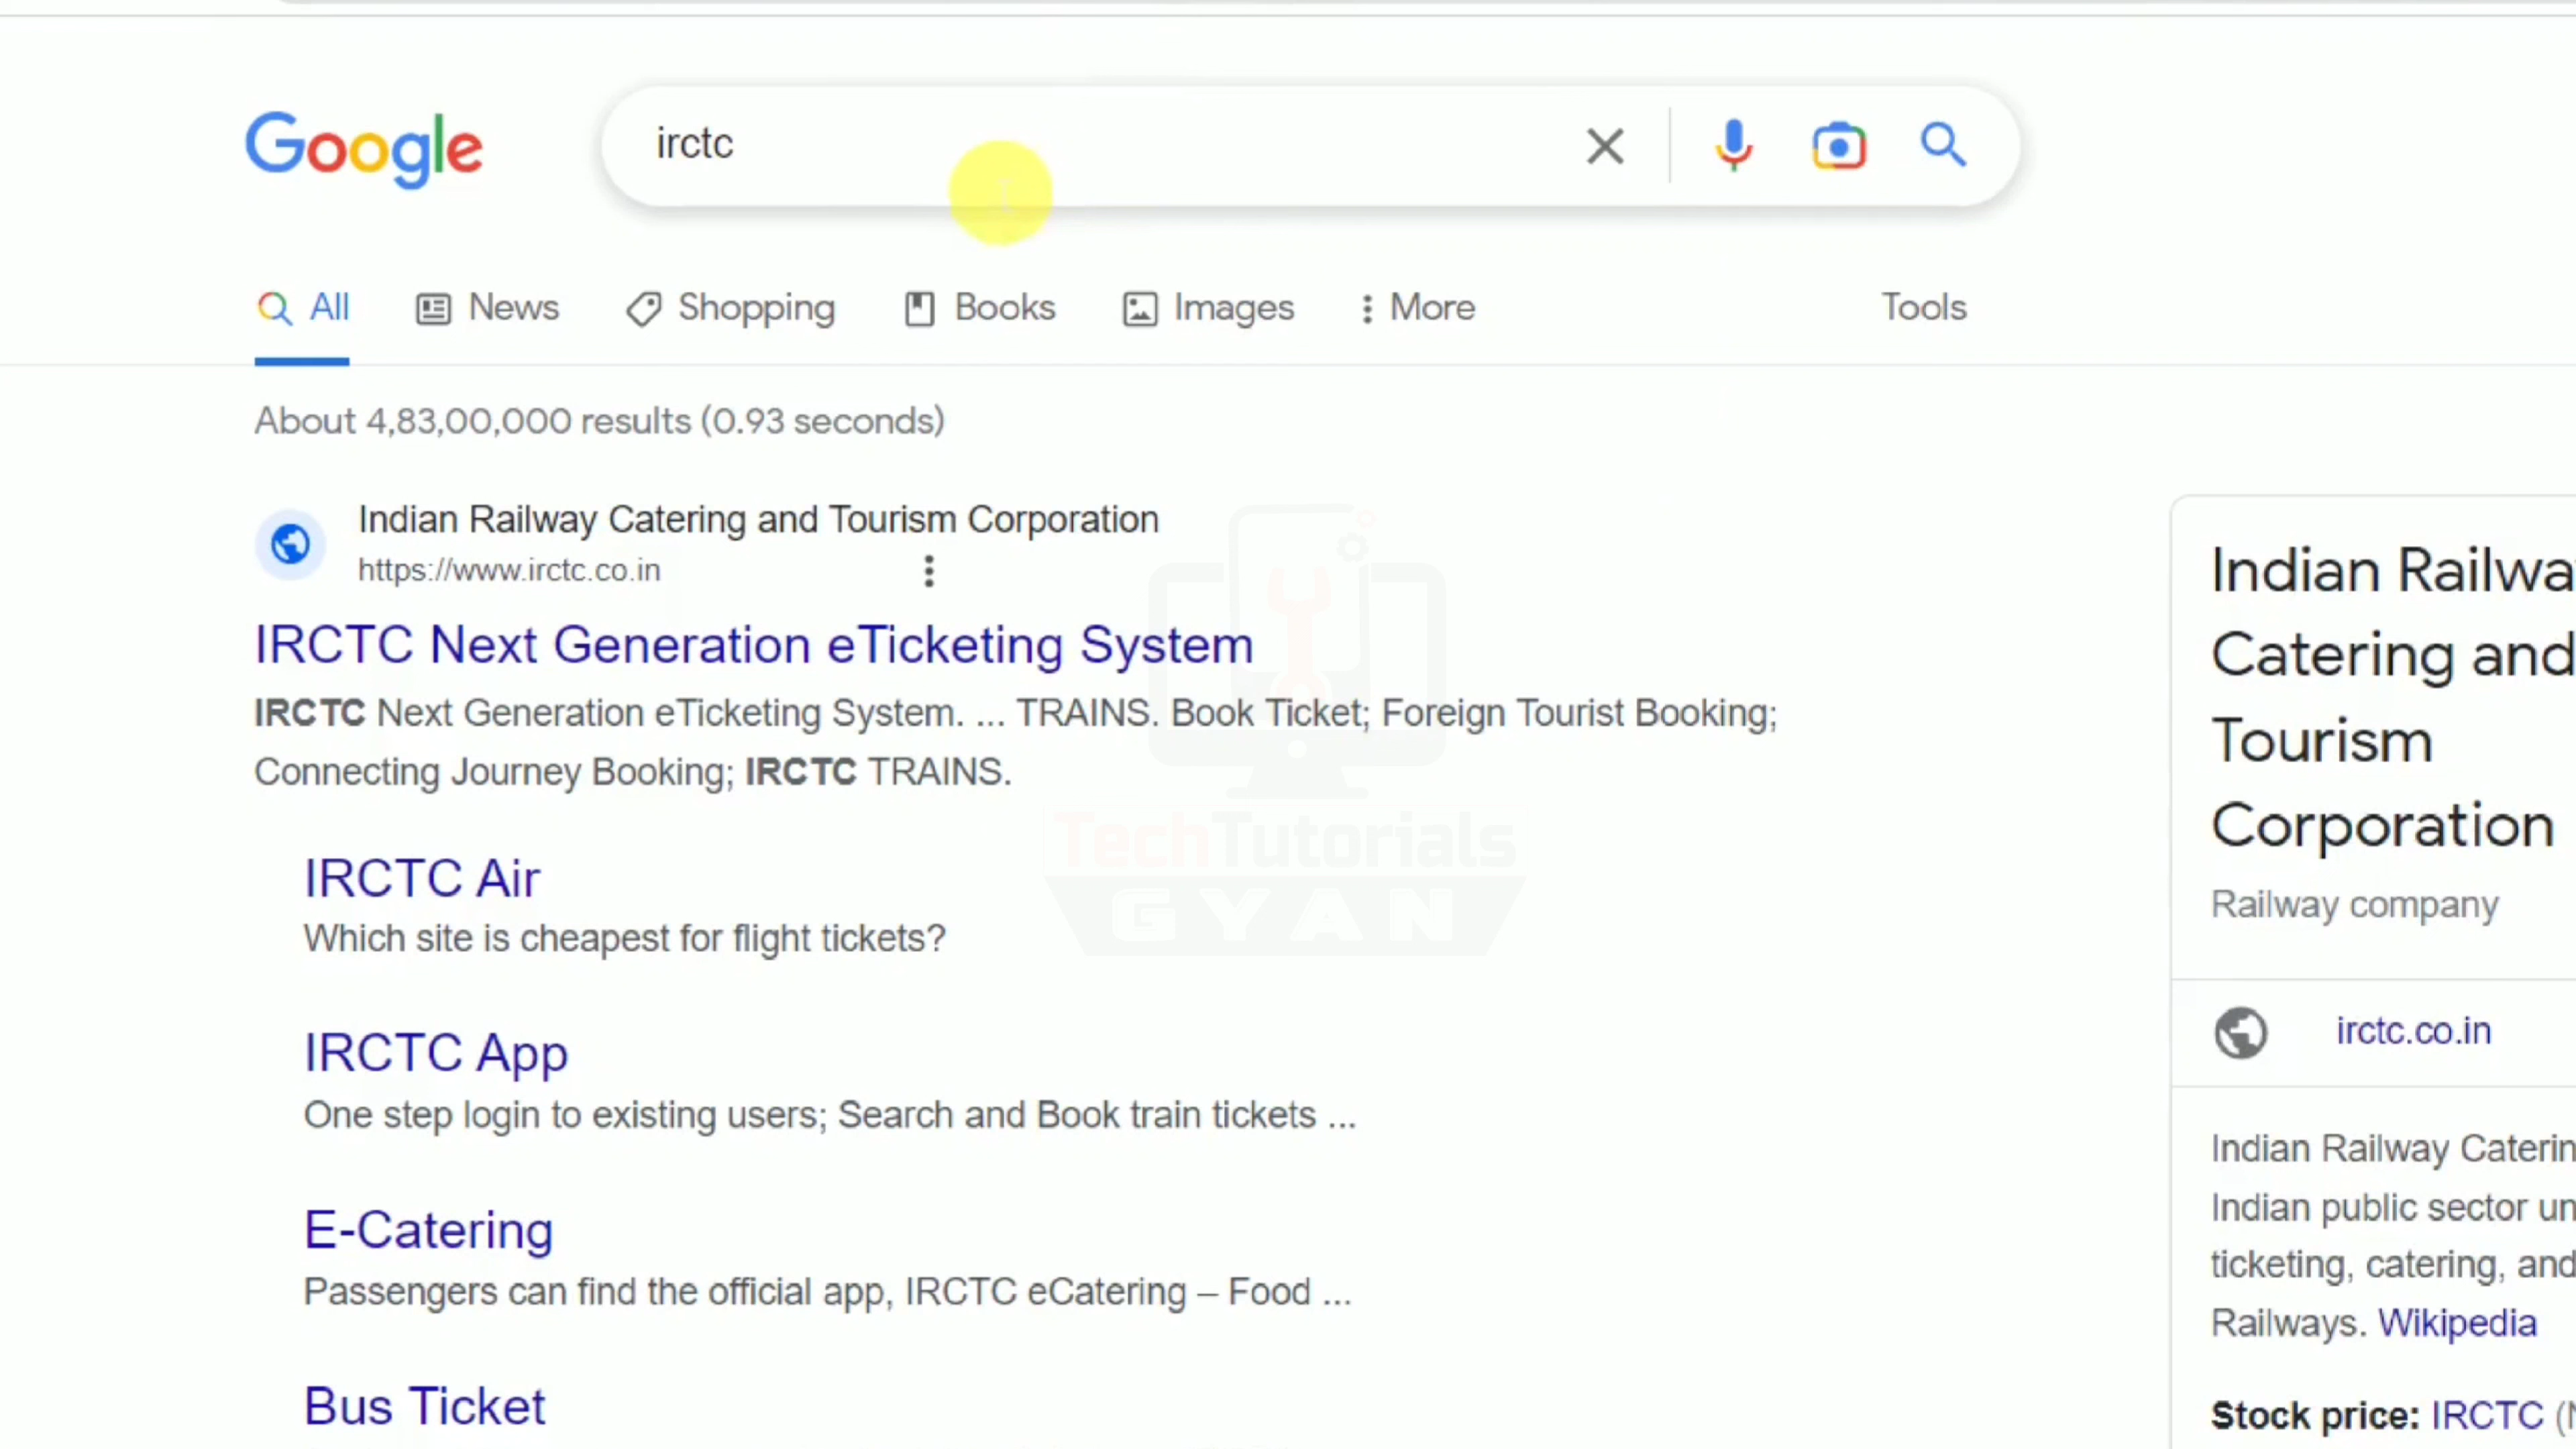 Google
irctc
All News Shopping Books Images More Tools
About 4,83,00,000 results (0.93 seconds)
Indian Railway Catering and Tourism Corporation
https://www.irctc.co.in
IRCTC Next Generation eTicketing System
IRCTC Next Generation eTicketing System. ... TRAINS. Book Ticket; Foreign Tourist Booking;
Connecting Journey Booking; IRCTC TRAINS.
IRCTC Air
Which site is cheapest for flight tickets?
IRCTC App
One step login to existing users; Search and Book train tickets ...
E-Catering
Passengers can find the official app, IRCTC eCatering – Food ...
Bus Ticket
TechTutorials
GYAN
Indian Railwa
Catering and
Tourism
Corporation
Railway company
irctc.co.in
Indian Railway Caterin
Indian public sector un
ticketing, catering, and
Railways. Wikipedia
Stock price: IRCTC (N